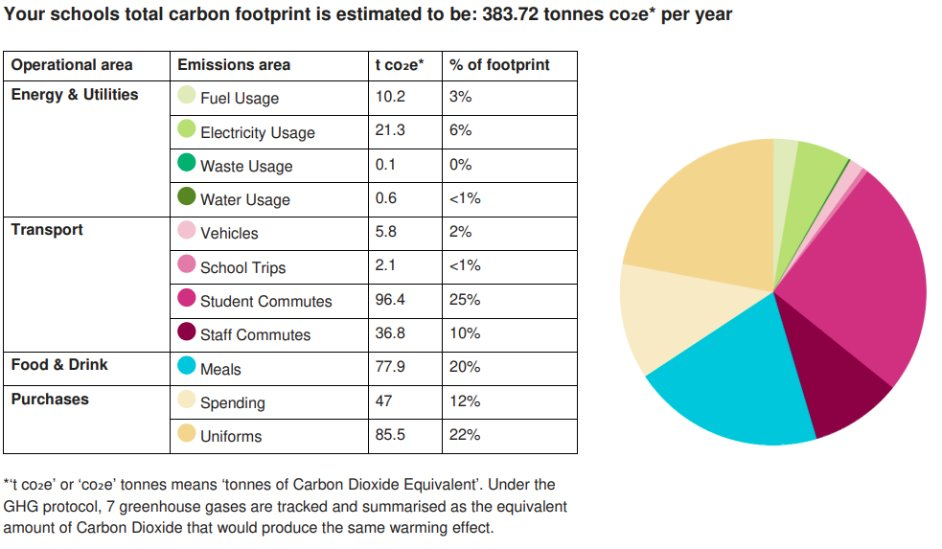 Your schools total carbon footprint is estimated to be: 383.72 tonnes co₂e* per year
Operational area Emissions area t co₂e* % of footprint
Energy & Utilities Fuel Usage 10.2 3%
Electricity Usage 21.3 6%
Waste Usage 0.1 0%
Water Usage 0.6 <1%
Transport Vehicles 5.8 2%
School Trips 2.1 <1%
Student Commutes 96.4 25%
Staff Commutes 36.8 10%
Food & Drink Meals 77.9 20%
Purchases Spending 47 12%
Uniforms 85.5 22%
*‘t co₂e’ or ‘co₂e’ tonnes means ‘tonnes of Carbon Dioxide Equivalent’. Under the
GHG protocol, 7 greenhouse gases are tracked and summarised as the equivalent
amount of Carbon Dioxide that would produce the same warming effect.